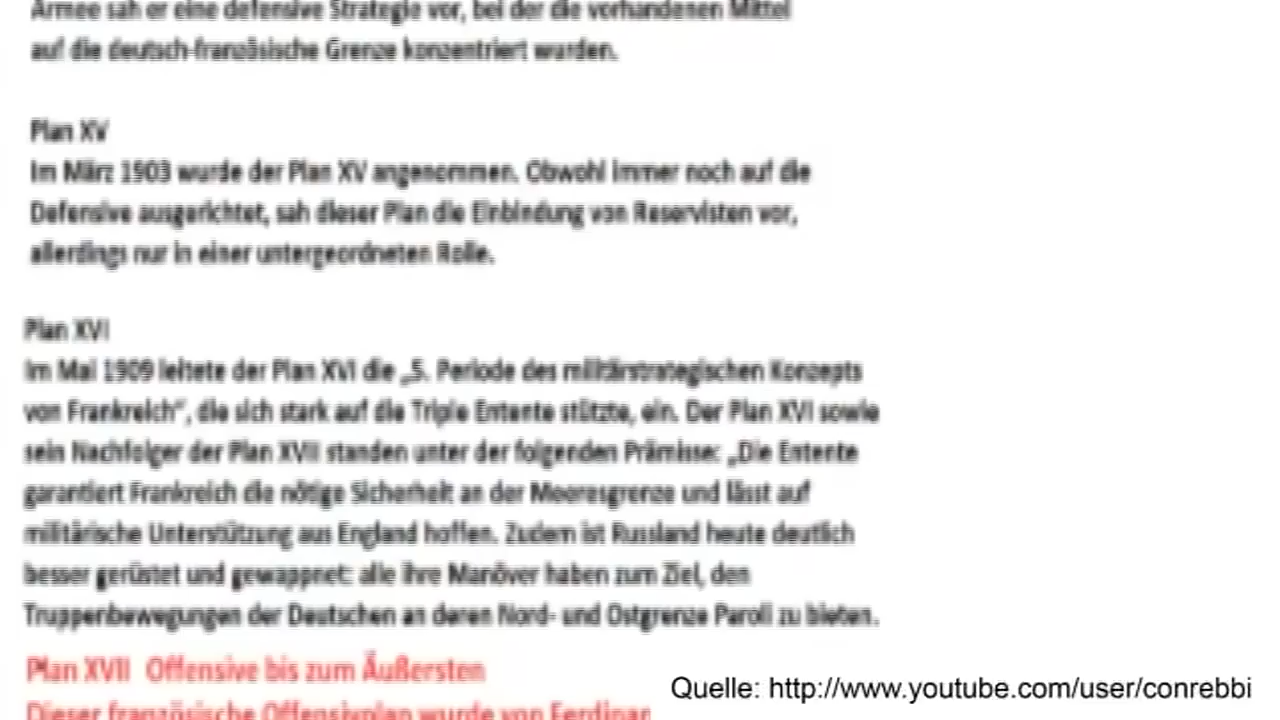 Armee sah er eine defensive Strategie vor, bei der die vorhandenen Mittel
auf die deutsch-französische Grenze konzentriert wurden.
Plan XV
Im März 1903 wurde der Plan XV angenommen. Obwohl immer noch auf die
Defensive ausgerichtet, sah dieser Plan die Einbindung von Reservisten vor,
allerdings nur in einer untergeordneten Rolle.
Plan XVI
Im Mai 1909 leitete der Plan XVI die „5. Periode des militärstrategischen Konzepts
von Frankreich“, die sich stark auf die Triple Entente stützte, ein. Der Plan XVI sowie
sein Nachfolger der Plan XVII standen unter der folgenden Prämisse: „Die Entente
garantiert Frankreich die nötige Sicherheit an der Meeresgrenze und lässt auf
militärische Unterstützung aus England hoffen. Zudem ist Russland heute deutlich
besser gerüstet und gewappnet: alle ihre Manöver haben zum Ziel, den
Truppenbewegungen der Deutschen an deren Nord- und Ostgrenze Paroli zu bieten.
Plan XVII Offensive bis zum Äußersten
Dieser französische Offensivplan wurde von Ferdinan
Quelle: http://www.youtube.com/user/conrebbi